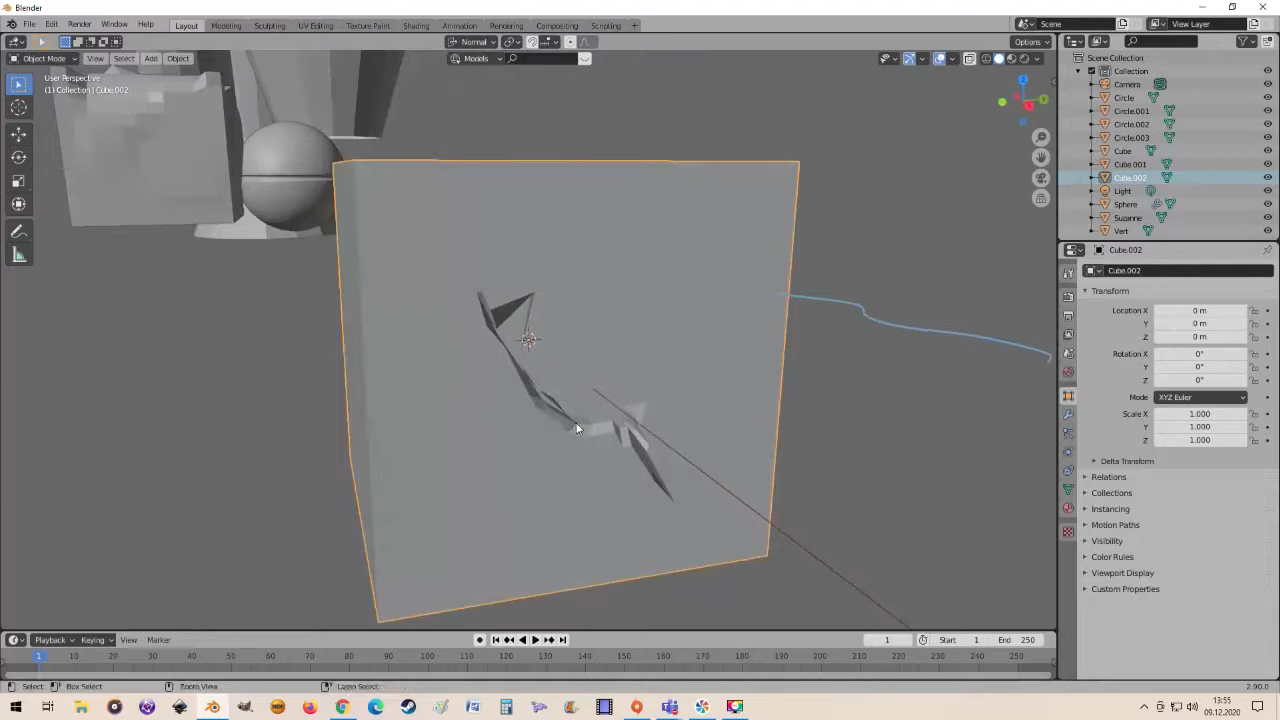 Blender
File Edit Render Window Help Layout Modeling Sculpting UV Editing Texture Paint Shading Animation Rendering Compositing Scripting + Scene View Layer
Normal Options
Object Mode View Select Add Object Models
User Perspective
(1) Collection | Cube.002
Scene Collection
Collection
Camera
Circle
Circle.001
Circle.002
Circle.003
Cube
Cube.001
Cube.002
Light
Sphere
Suzanne
Vert
Cube.002
Cube.002
Transform
Location X 0 m
Y 0 m
Z 0 m
Rotation X 0°
Y 0°
Z 0°
Mode XYZ Euler
Scale X 1.000
Y 1.000
Z 1.000
Delta Transform
Relations
Collections
Instancing
Motion Paths
Visibility
Color Rules
Viewport Display
Custom Properties
Playback Keying View Marker 1 Start 1 End 250
1 10 20 30 40 50 60 70 80 90 100 110 120 130 140 150 160 170 180 190 200 210 220 230 240 250
Select Box Select Zoom View Lasso Select 2.90.0
13:55
09.12.2020